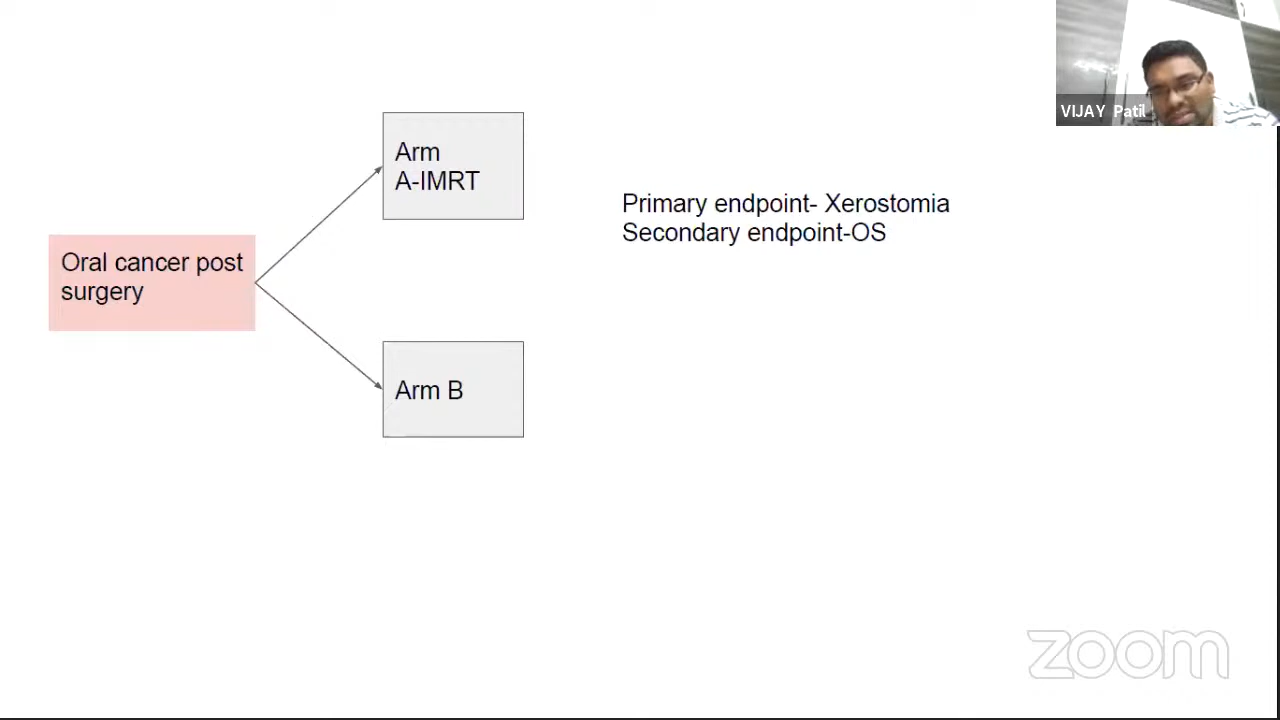 VIJAY Patil
Arm
A-IMRT
Primary endpoint- Xerostomia
Secondary endpoint-OS
Oral cancer post
surgery
Arm B
zoom